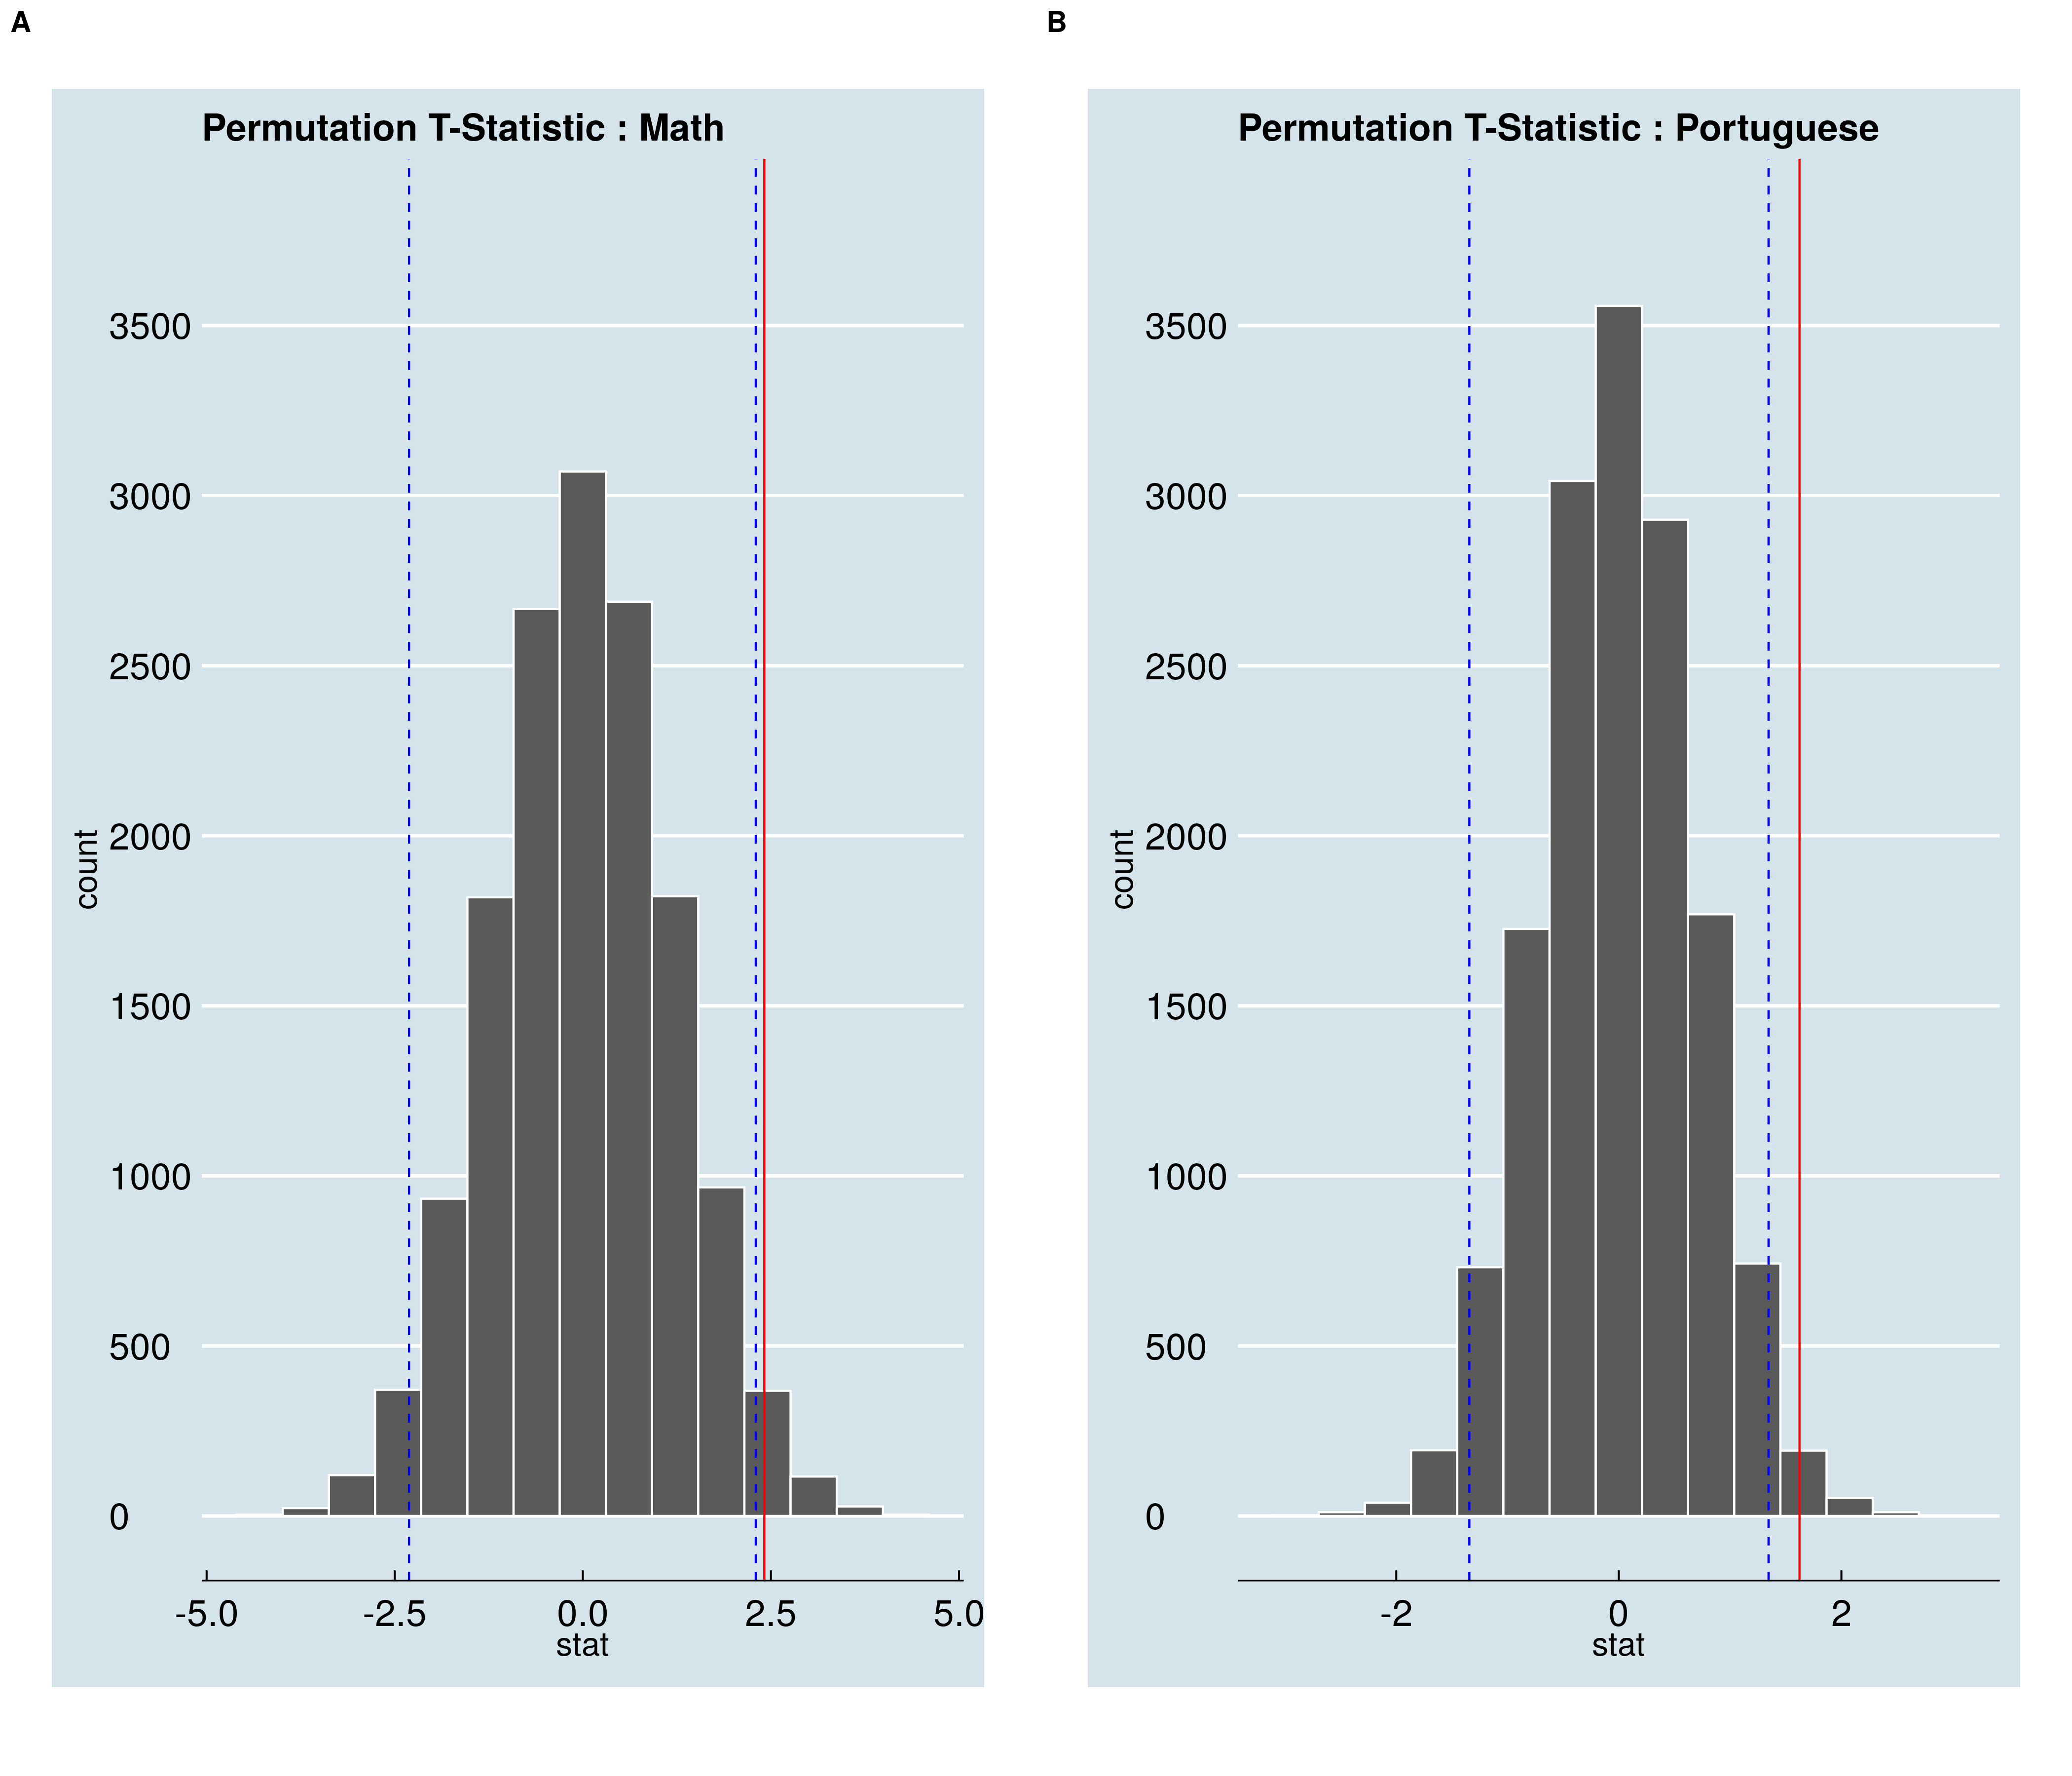 A
Permutation T-Statistic : Math
3500
3000
2500
2000
1500
1000
500
0
count
-5.0 -2.5 0.0 2.5 5.0
stat
B
Permutation T-Statistic : Portuguese
3500
3000
2500
2000
1500
1000
500
0
count
-2 0 2
stat